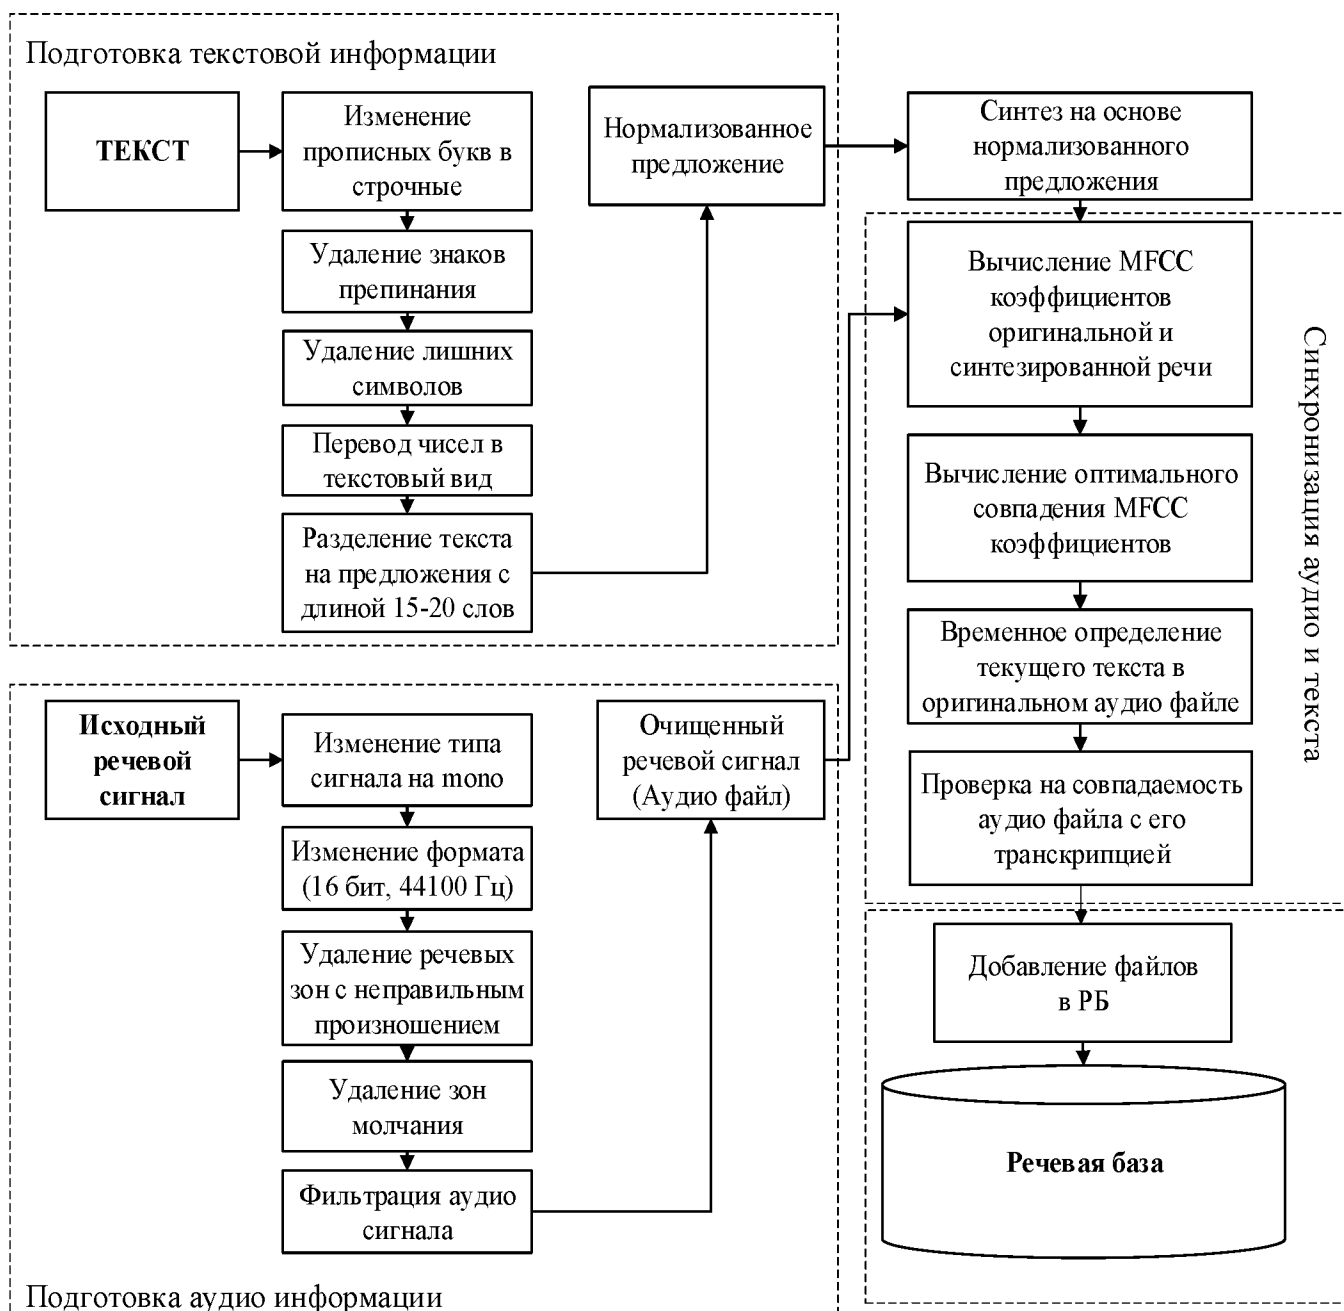 Подготовка текстовой информации
ТЕКСТ
Изменение
прописных букв в
строчные
Удаление знаков
препинания
Удаление лишних
символов
Перевод чисел в
текстовый вид
Разделение текста
на предложения с
длиной 15-20 слов
Нормализованное
предложение
Синтез на основе
нормализованного
предложения
Вычисление MFCC
коэффициентов
оригинальной и
синтезированной речи
Вычисление оптимального
совпадения MFCC
коэффициентов
Временное определение
текущего текста в
оригинальном аудио файле
Проверка на совпадаемость
аудио файла с его
транскрипцией
Синхронизация аудио и текста
Исходный
речевой
сигнал
Изменение типа
сигнала на mono
Изменение формата
(16 бит, 44100 Гц)
Удаление речевых
зон с неправильным
произношением
Удаление зон
молчания
Фильтрация аудио
сигнала
Очищенный
речевой сигнал
(Аудио файл)
Подготовка аудио информации
Добавление файлов
в РБ
Речевая база